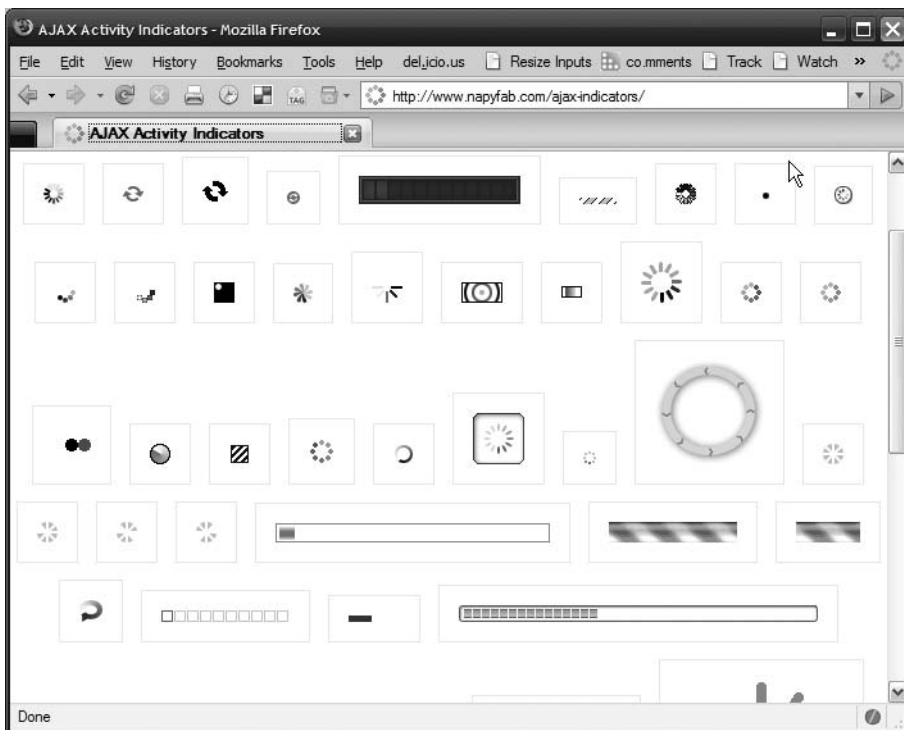 AJAX Activity Indicators - Mozilla Firefox
File Edit View History Bookmarks Tools Help del.icio.us Resize Inputs co.mments Track Watch »
TAG http://www.napyfab.com/ajax-indicators/
AJAX Activity Indicators
Done